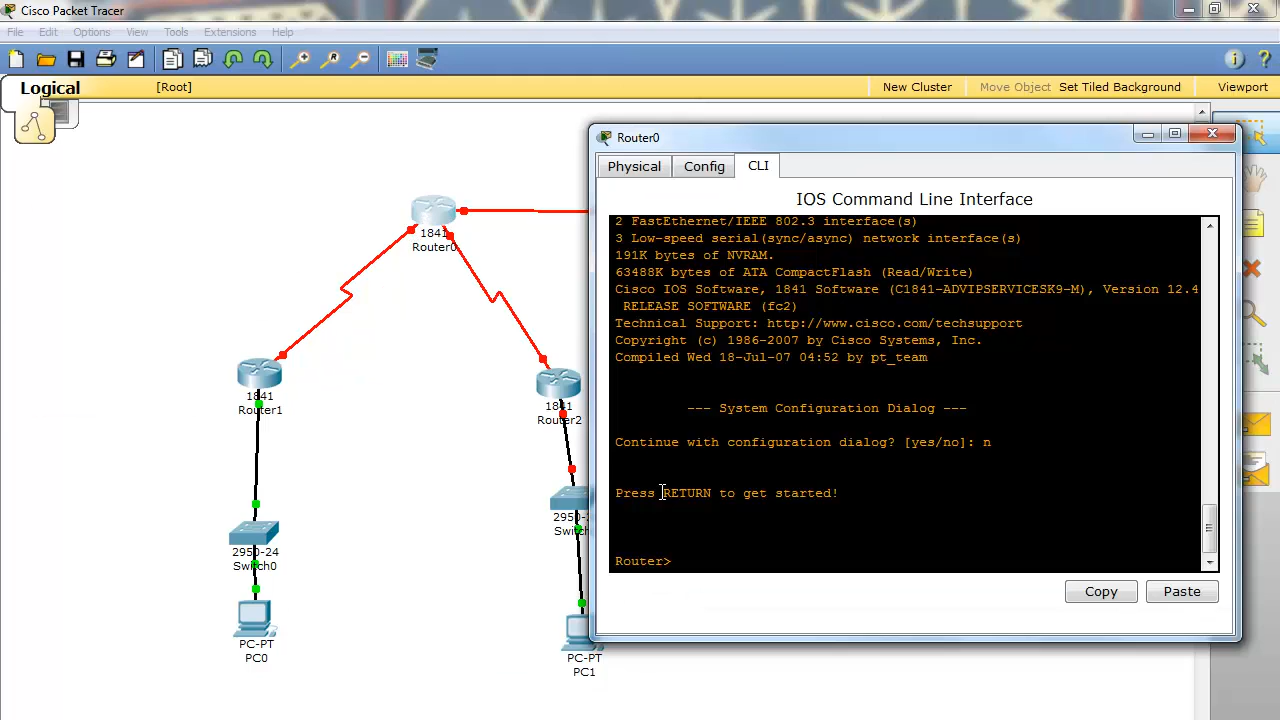 Cisco Packet Tracer
File Edit Options View Tools Extensions Help
Logical
[Root]
New Cluster
Move Object
Set Tiled Background
Viewport
1841
Router0
1841
Router1
1841
Router2
2950-24
Switch0
PC-PT
PC0
PC-PT
PC1
Router0
Physical Config CLI
IOS Command Line Interface
2 FastEthernet/IEEE 802.3 interface(s)
3 Low-speed serial(sync/async) network interface(s)
191K bytes of NVRAM.
63488K bytes of ATA CompactFlash (Read/Write)
Cisco IOS Software, 1841 Software (C1841-ADVIPSERVICESK9-M), Version 12.4
RELEASE SOFTWARE (fc2)
Technical Support: http://www.cisco.com/techsupport
Copyright (c) 1986-2007 by Cisco Systems, Inc.
Compiled Wed 18-Jul-07 04:52 by pt_team
--- System Configuration Dialog ---
Continue with configuration dialog? [yes/no]: n
Press RETURN to get started!
Router>
Copy Paste